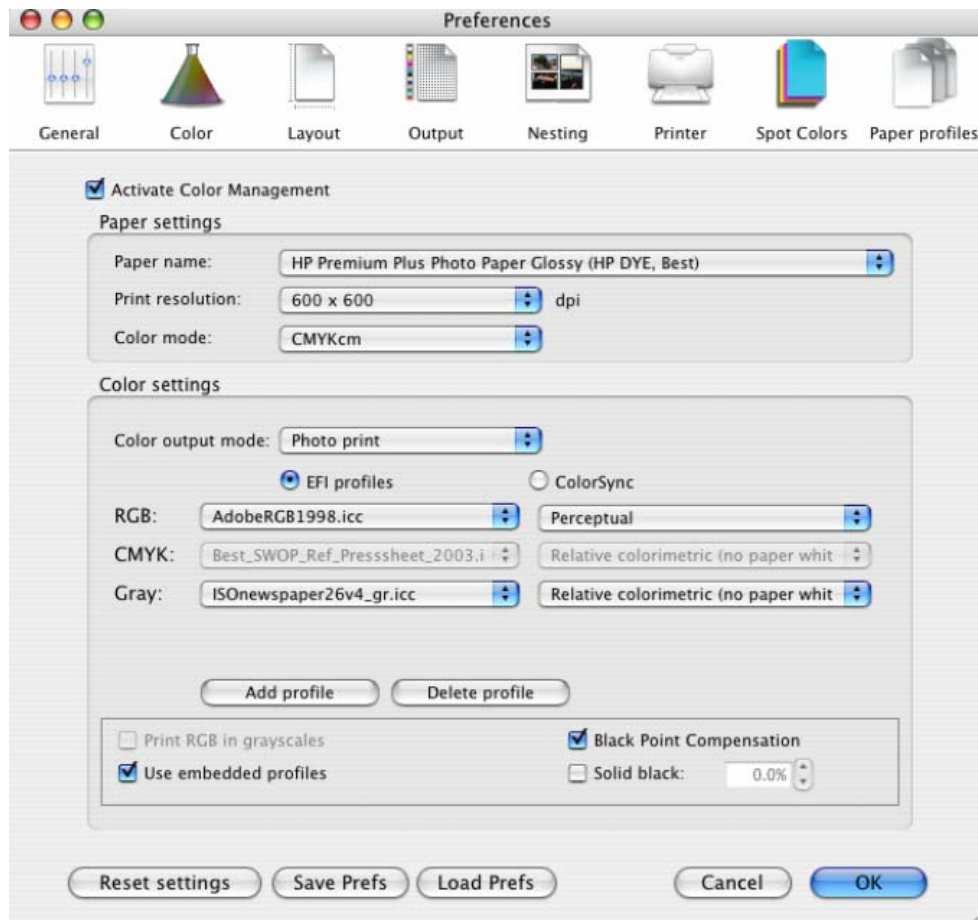 Preferences
General Color Layout Output Nesting Printer Spot Colors Paper profiles
Activate Color Management
Paper settings
Paper name: HP Premium Plus Photo Paper Glossy (HP DYE, Best)
Print resolution: 600 x 600 dpi
Color mode: CMYKcm
Color settings
Color output mode: Photo print
EFI profiles ColorSync
RGB: AdobeRGB1998.icc Perceptual
CMYK: Best_SWOP_Ref_Presssheet_2003.i Relative colorimetric (no paper whit
Gray: ISOnewspaper26v4_gr.icc Relative colorimetric (no paper whit
Add profile Delete profile
Print RGB in grayscales Black Point Compensation
Use embedded profiles Solid black: 0.0%
Reset settings Save Prefs Load Prefs Cancel OK